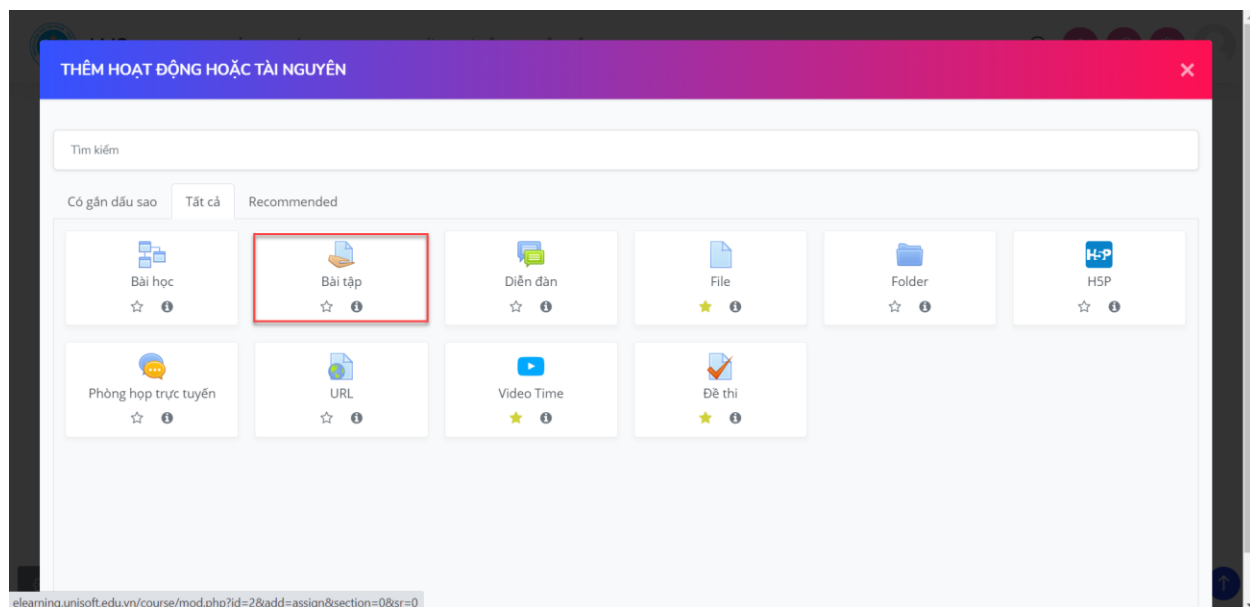 THÊM HOẠT ĐỘNG HOẶC TÀI NGUYÊN
Tìm kiếm
Có gắn dấu sao Tất cả Recommended
Bài học Bài tập Diễn đàn File Folder H5P
H5P
Phòng họp trực tuyến URL Video Time Đề thi
elearning.unisoft.edu.vn/course/mod.php?id=2&add=assign&section=0&sr=0